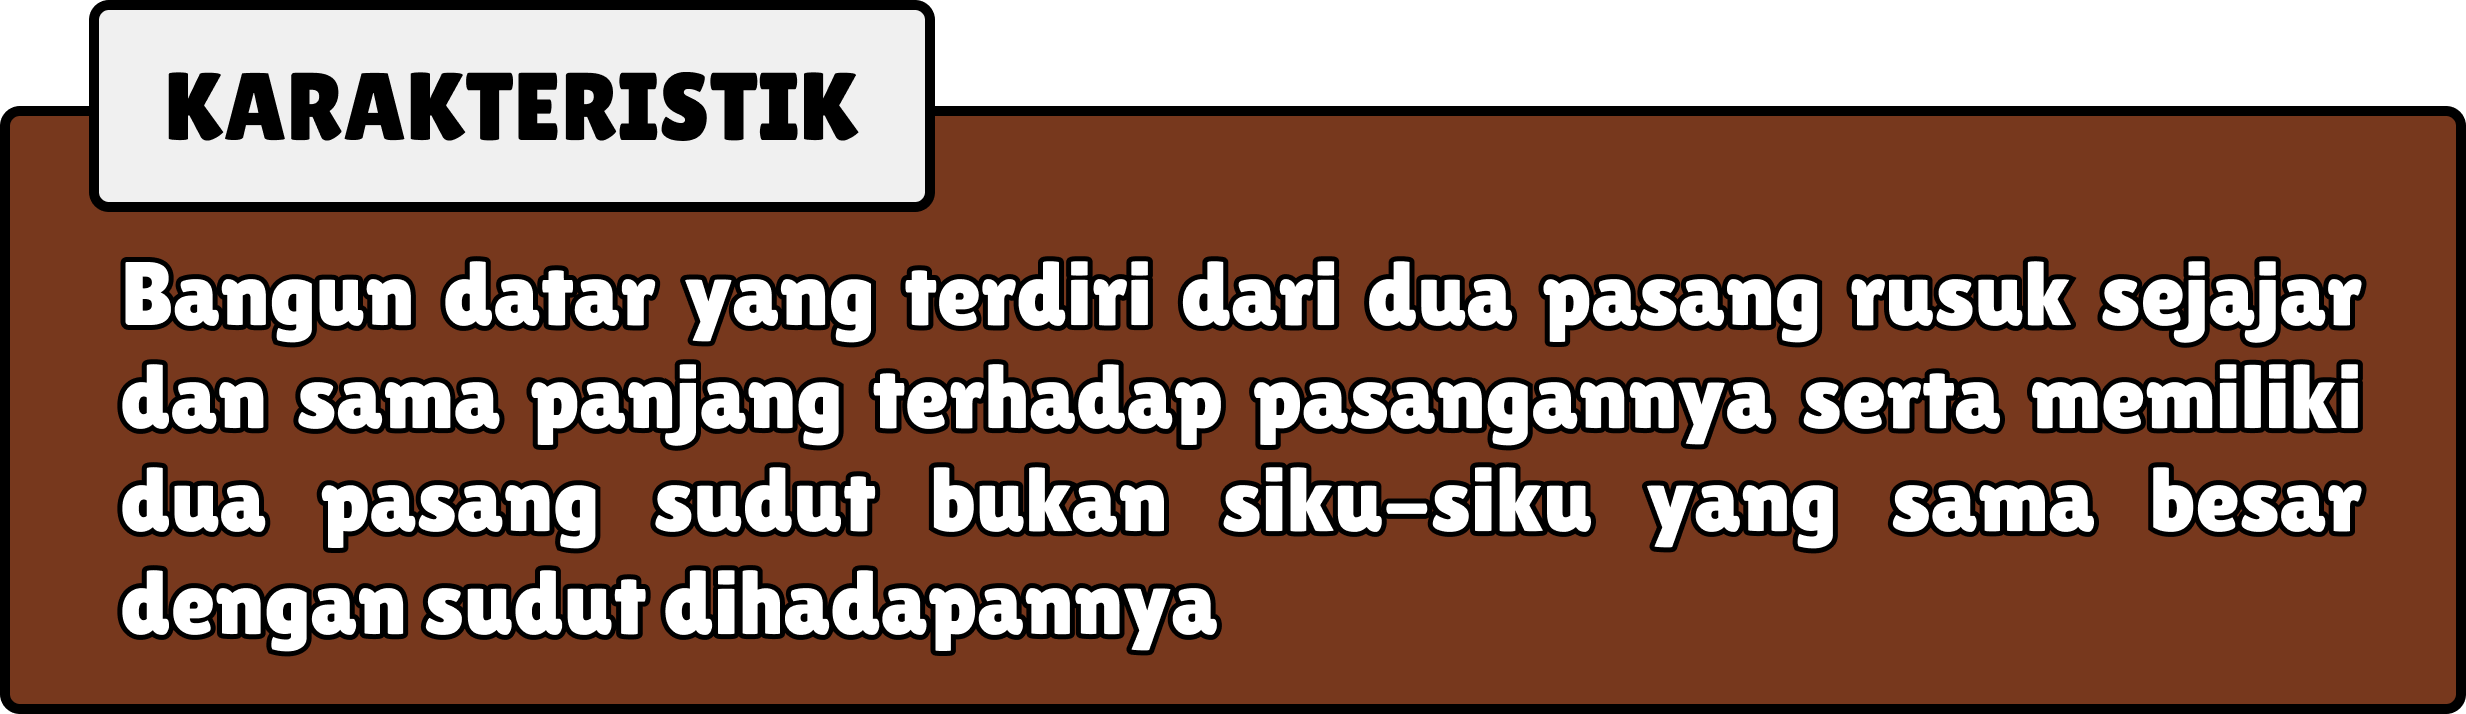 KARAKTERISTIK
Bangun datar yang terdiri dari dua pasang rusuk sejajar
dan sama panjang terhadap pasangannya serta memiliki
dua pasang sudut bukan siku-siku yang sama besar
dengan sudut dihadapannya